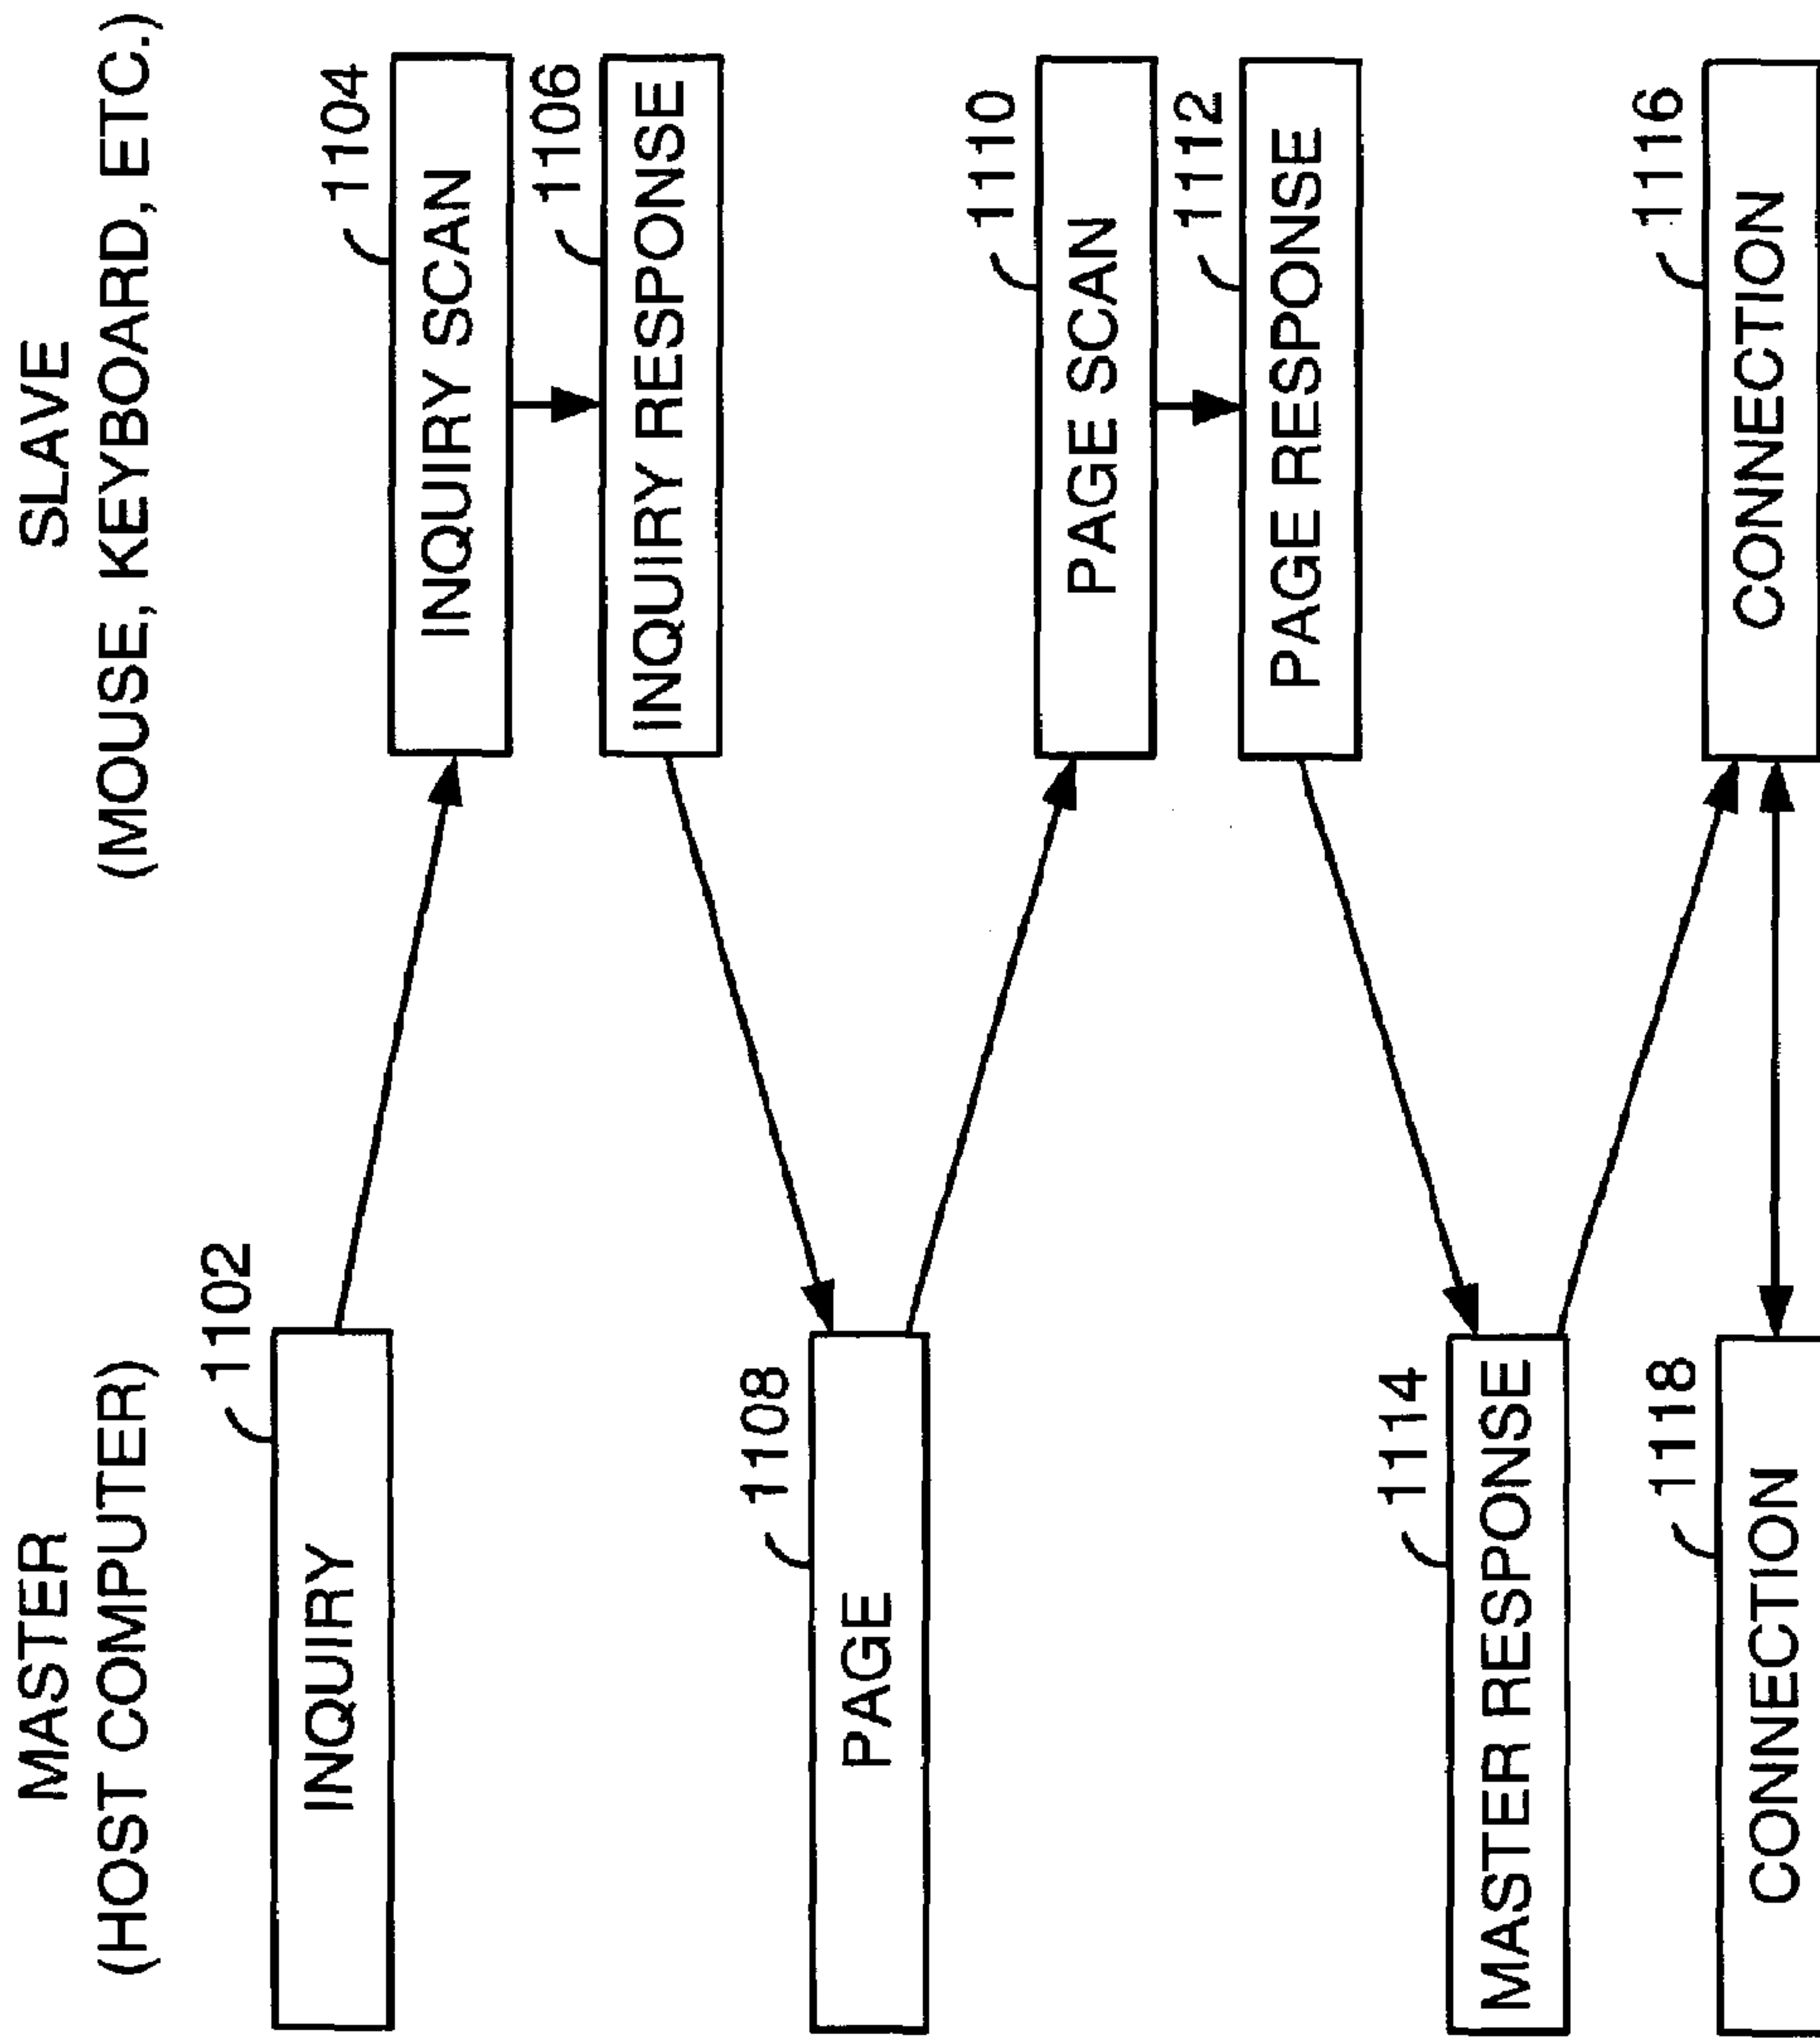 MASTER
(HOST COMPUTER)
SLAVE
(MOUSE, KEYBOARD, ETC.)
1102
INQUIRY
1104
INQUIRY SCAN
1106
INQUIRY RESPONSE
1108
PAGE
1110
PAGE SCAN
1112
PAGE RESPONSE
1114
MASTER RESPONSE
1116
CONNECTION
1118
CONNECTION